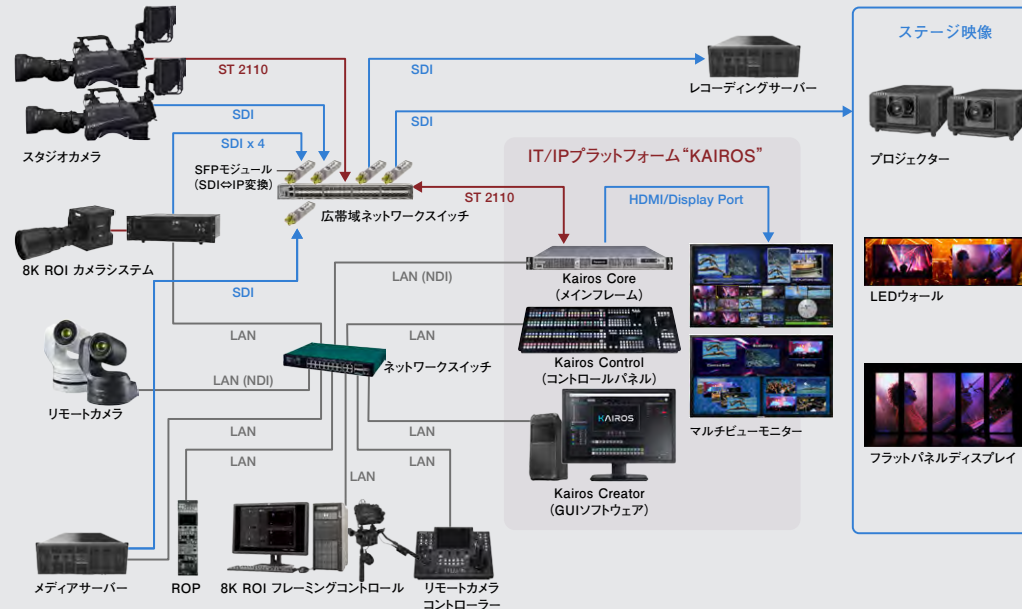 ST 2110
SDI
SDI x 4
スタジオカメラ
SFPモジュール
(SDI⇔IP変換)
広帯域ネットワークスイッチ
ST 2110
SDI
SDI
レコーディングサーバー
ステージ映像
プロジェクター
LEDウォール
フラットパネルディスプレイ
IT/IPプラットフォーム“KAIROS”
HDMI/Display Port
Kairos Core
(メインフレーム)
Kairos Control
(コントロールパネル)
KAIROS
Kairos Creator
(GUIソフトウェア)
マルチビューモニター
8K ROI カメラシステム
SDI
LAN (NDI)
LAN
LAN
ネットワークスイッチ
LAN (NDI)
リモートカメラ
LAN
LAN
LAN
LAN
LAN
メディアサーバー
ROP
8K ROI フレーミングコントロール
リモートカメラ
コントローラー